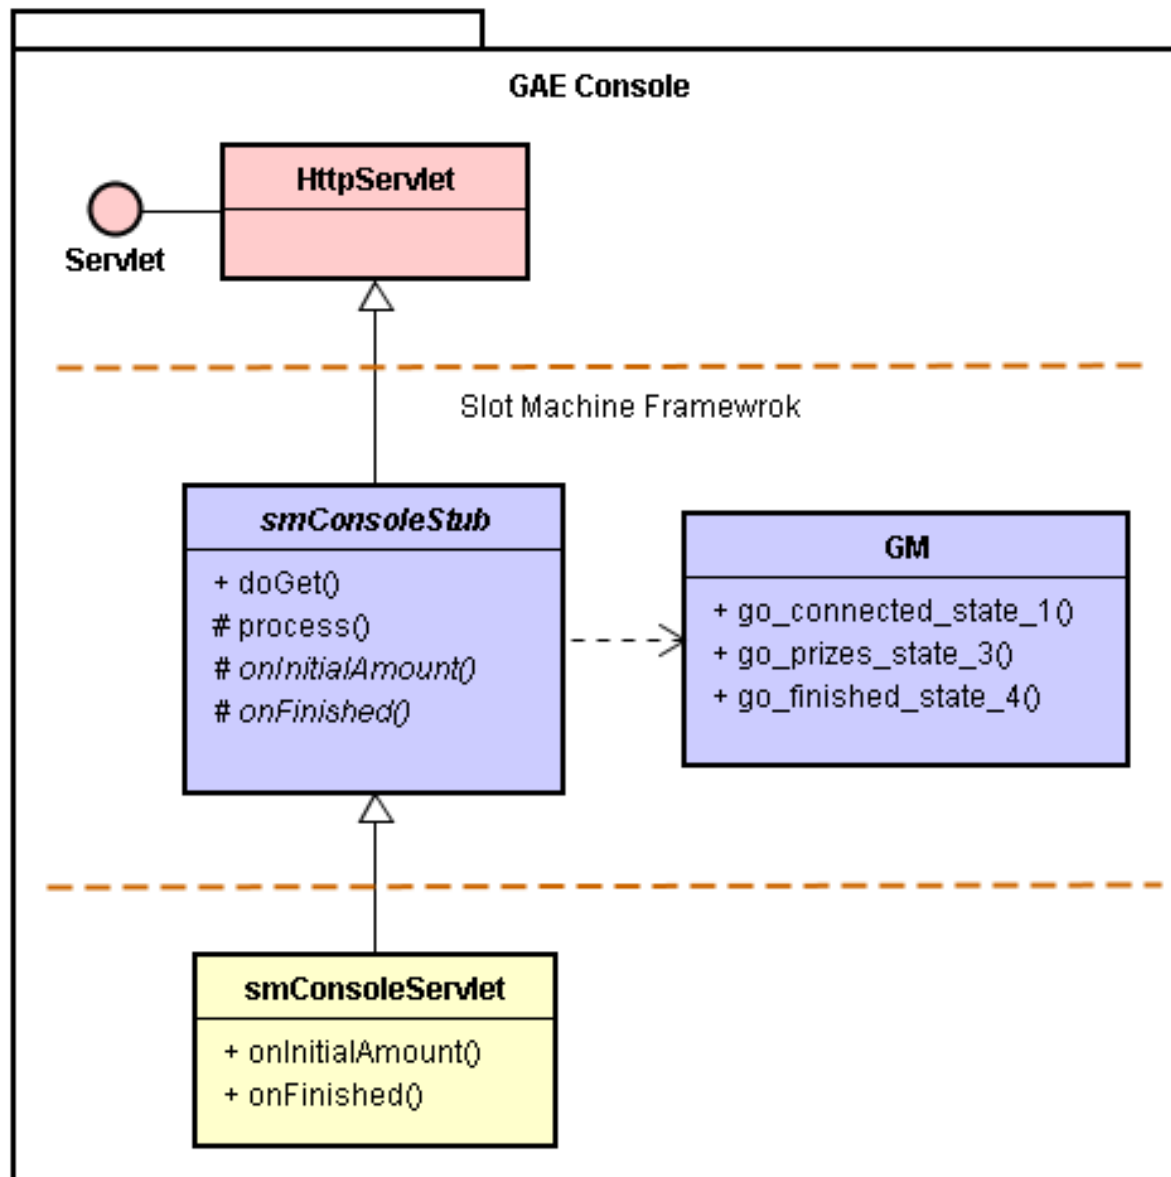 GAE Console
HttpServlet
Servlet
Slot Machine Framewrok
smConsoleStub
+ doGet()
# process()
# onInitialAmount()
# onFinished()
GM
+ go_connected_state_1()
+ go_prizes_state_3()
+ go_finished_state_4()
smConsoleServlet
+ onInitialAmount()
+ onFinished()